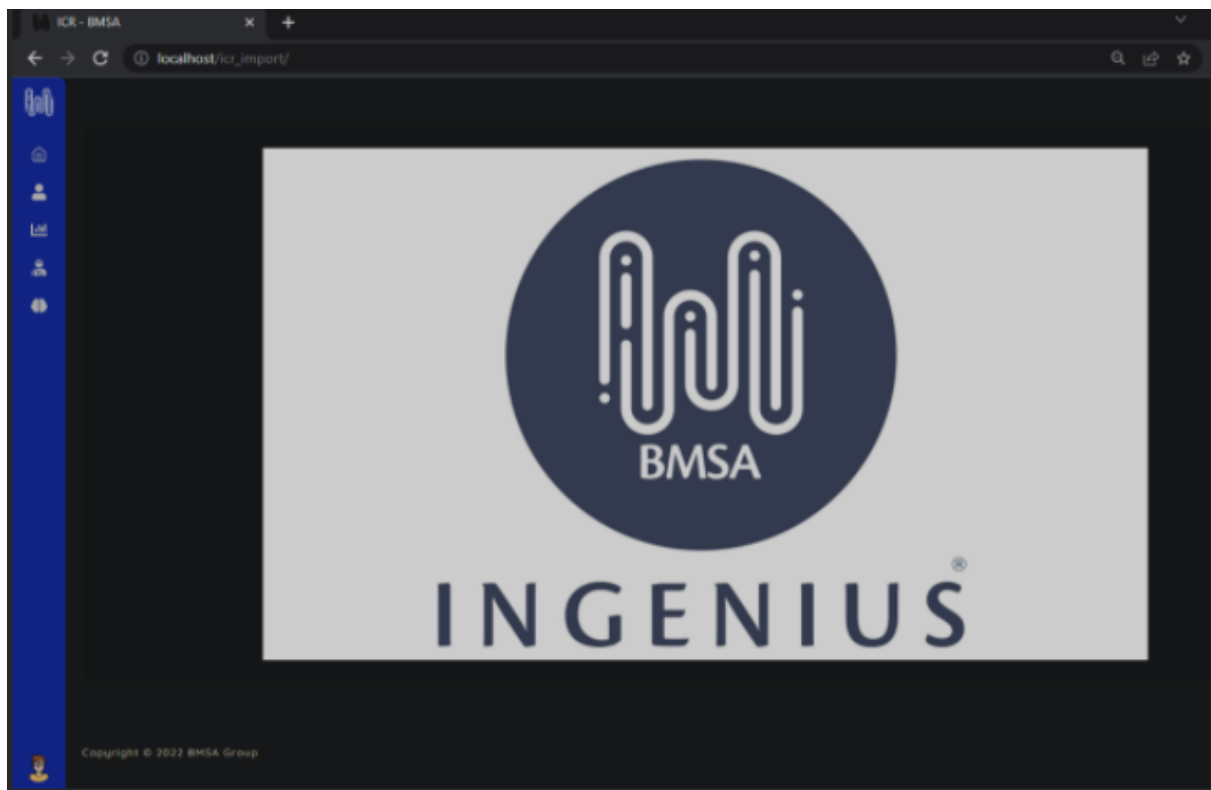 ICR - BMSA
localhost/icr_import/
BMSA
INGENIUS
®
Copyright © 2022 BMSA Group